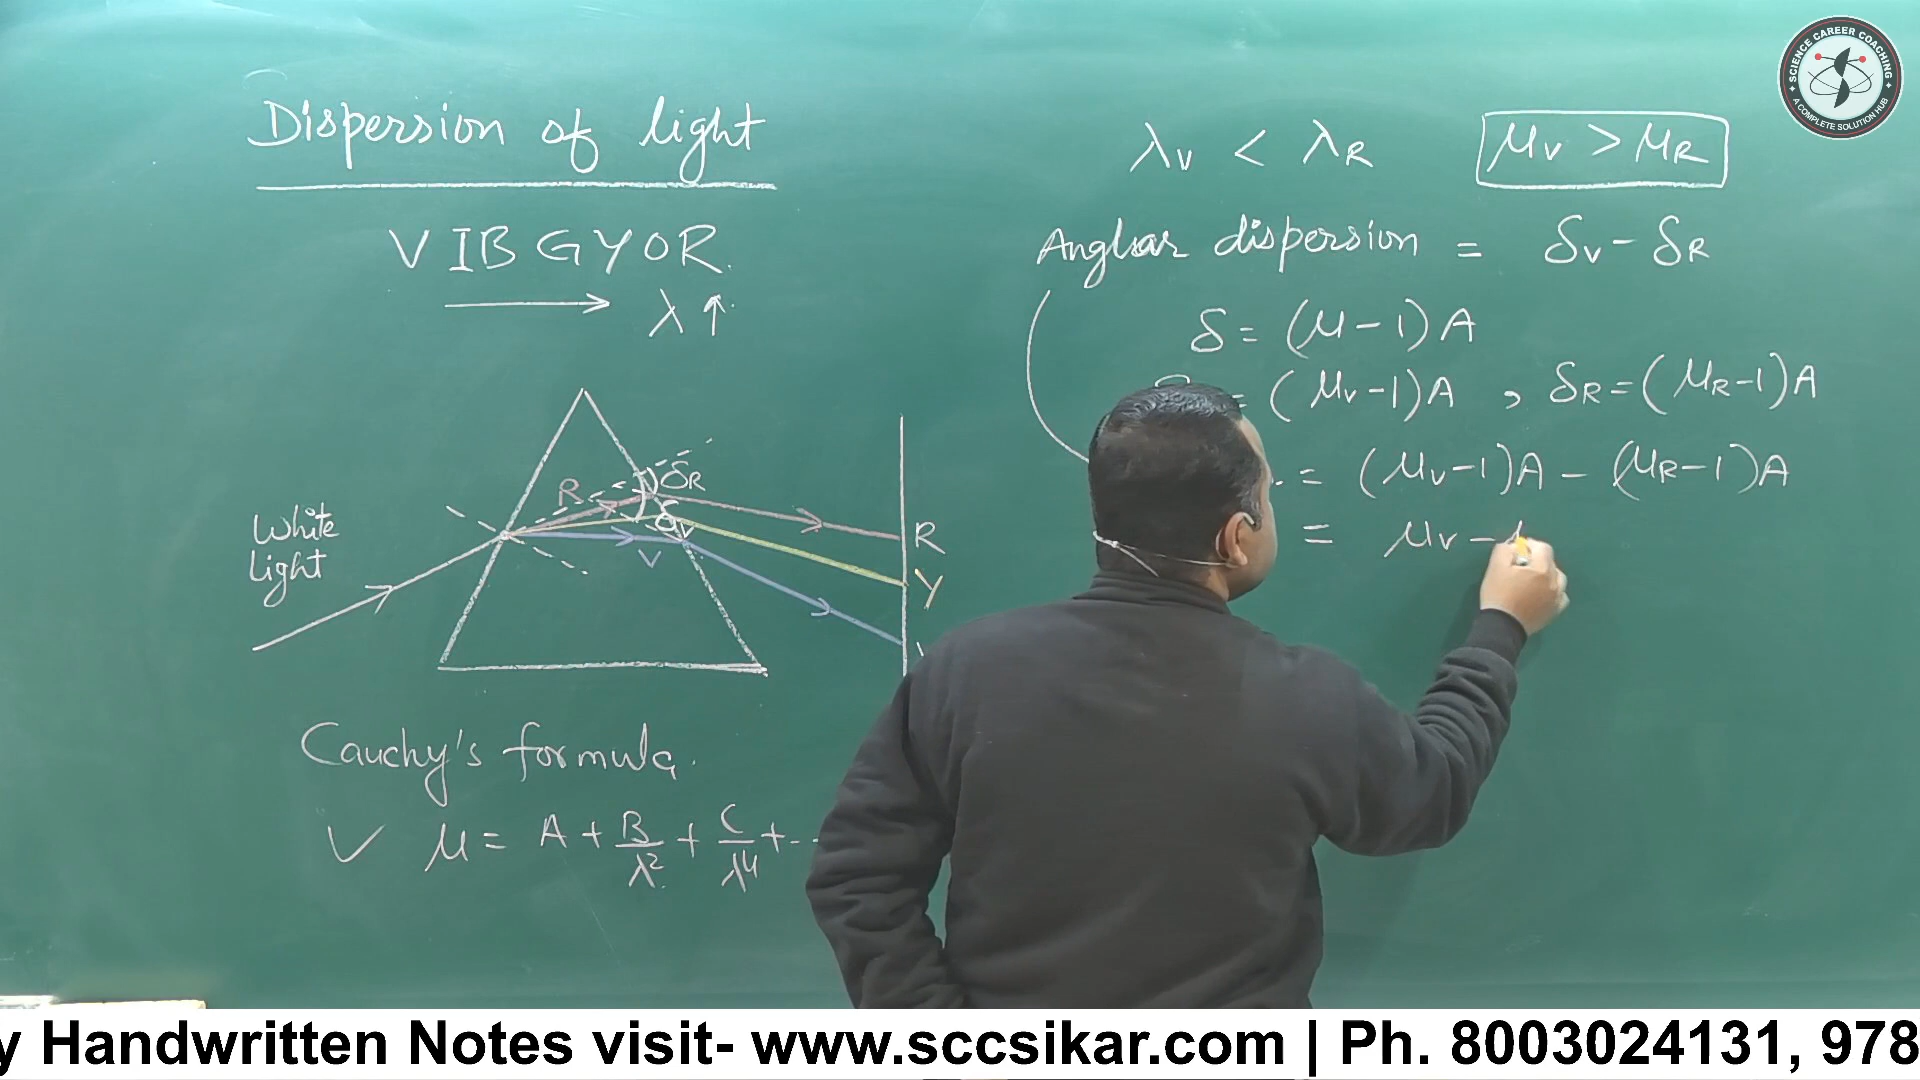 Dispersion of light
VIBGYOR.
λ ↑
White
light
R
δR
δv
V
R
Y
Cauchy's formula.
μ = A + B/λ² + C/λ⁴ + --
λv < λR
μv > μR
Anglar dispersion = δv - δR
δ = (μ-1)A
= (μv-1)A , δR = (μR-1)A
= (μv-1)A - (μR-1)A
= μv -
SCIENCE CAREER COACHING
A COMPLETE SOLUTION HUB
y Handwritten Notes visit- www.sccsikar.com | Ph. 8003024131, 978